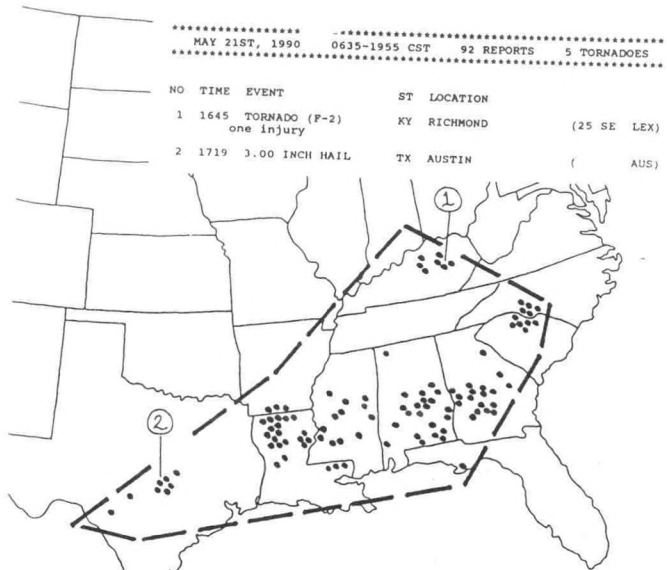 MAY 21ST, 1990 0635-1955 CST 92 REPORTS 5 TORNADOES
NO TIME EVENT ST LOCATION
1 1645 TORNADO (F-2) KY RICHMOND (25 SE LEX)
one injury
2 1719 3.00 INCH HAIL TX AUSTIN ( AUS)
1
2